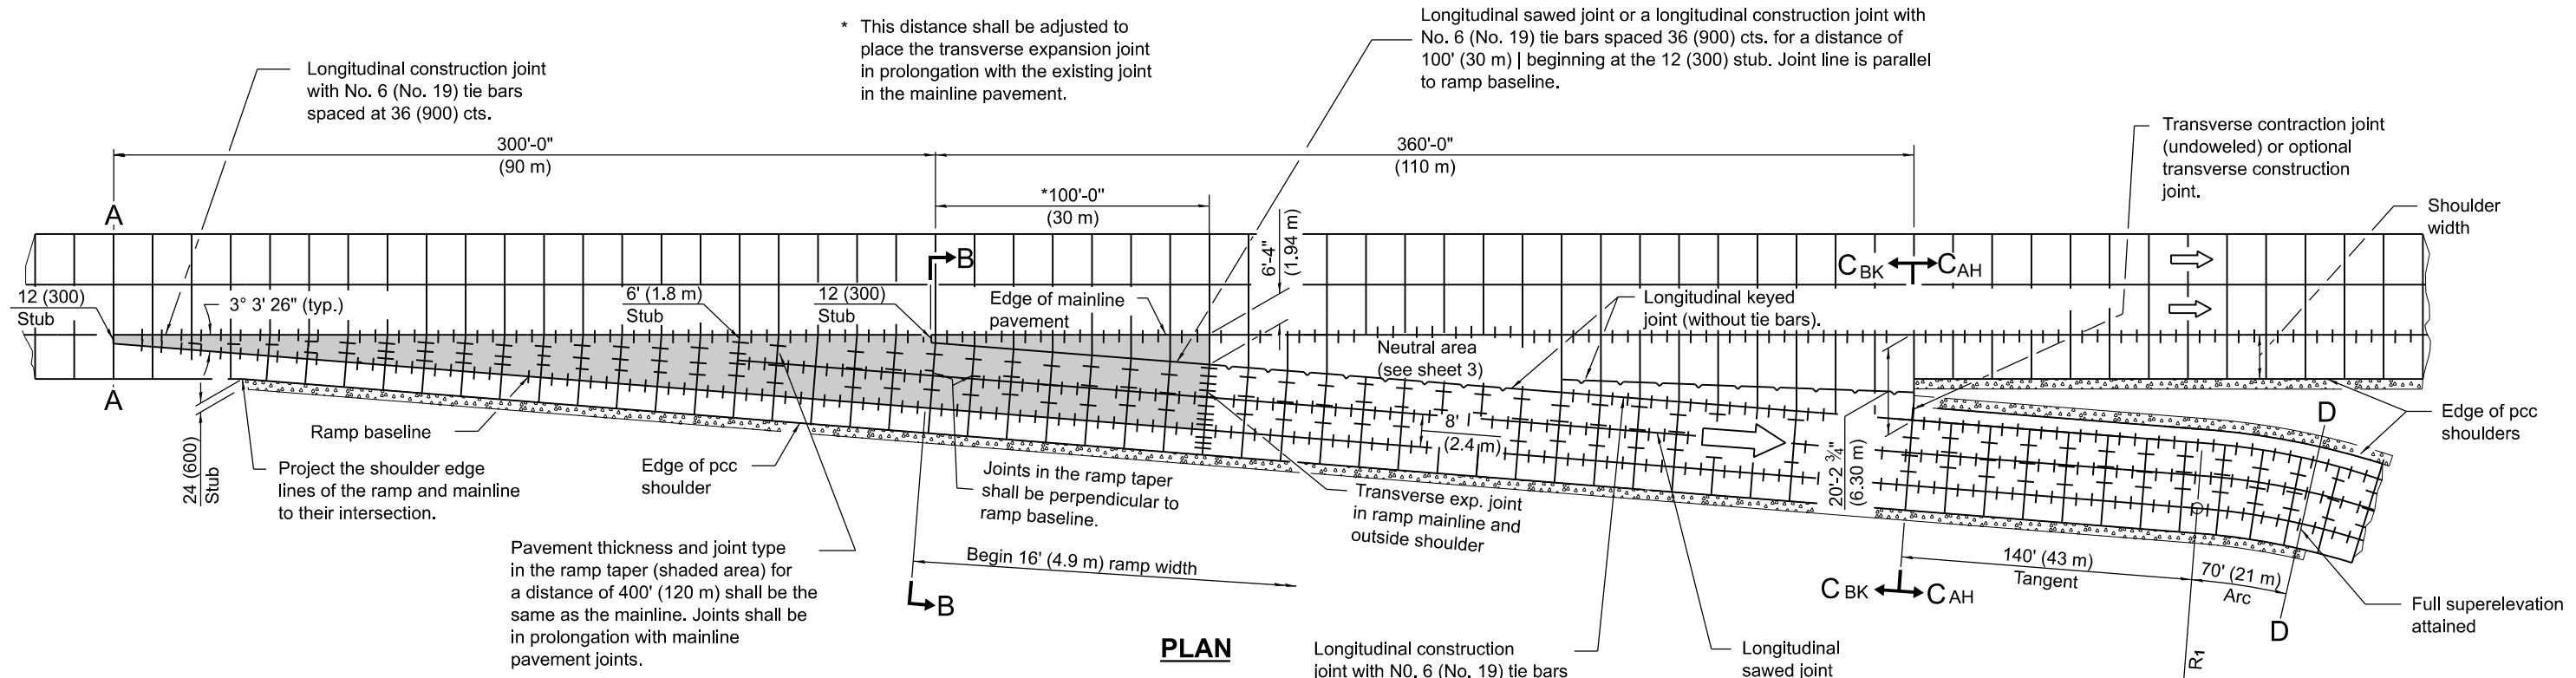 * This distance shall be adjusted to
place the transverse expansion joint
in prolongation with the existing joint
in the mainline pavement.
Longitudinal sawed joint or a longitudinal construction joint with
No. 6 (No. 19) tie bars spaced 36 (900) cts. for a distance of
100' (30 m) | beginning at the 12 (300) stub. Joint line is parallel
to ramp baseline.
Longitudinal construction joint
with No. 6 (No. 19) tie bars
spaced at 36 (900) cts.
Transverse contraction joint
(undoweled) or optional
transverse construction
joint.
300'-0"
(90 m)
360'-0"
(110 m)
*100'-0"
(30 m)
6'-4"
(1.94 m)
Shoulder
width
A
B
C BK
C AH
12 (300)
Stub
3° 3' 26" (typ.)
6' (1.8 m)
Stub
12 (300)
Stub
Edge of mainline
pavement
Longitudinal keyed
joint (without tie bars).
Neutral area
(see sheet 3)
A
24 (600)
Stub
Ramp baseline
Project the shoulder edge
lines of the ramp and mainline
to their intersection.
Edge of pcc
shoulder
Joints in the ramp taper
shall be perpendicular to
ramp baseline.
8'
(2.4 m)
Transverse exp. joint
in ramp mainline and
outside shoulder
20'-2 ¾"
(6.30 m)
D
Edge of pcc
shoulders
Pavement thickness and joint type
in the ramp taper (shaded area) for
a distance of 400' (120 m) shall be the
same as the mainline. Joints shall be
in prolongation with mainline
pavement joints.
Begin 16' (4.9 m) ramp width
B
140' (43 m)
Tangent
70' (21 m)
Arc
C BK
C AH
Full superelevation
attained
D
R1
PLAN
Longitudinal construction
joint with N0. 6 (No. 19) tie bars
Longitudinal
sawed joint